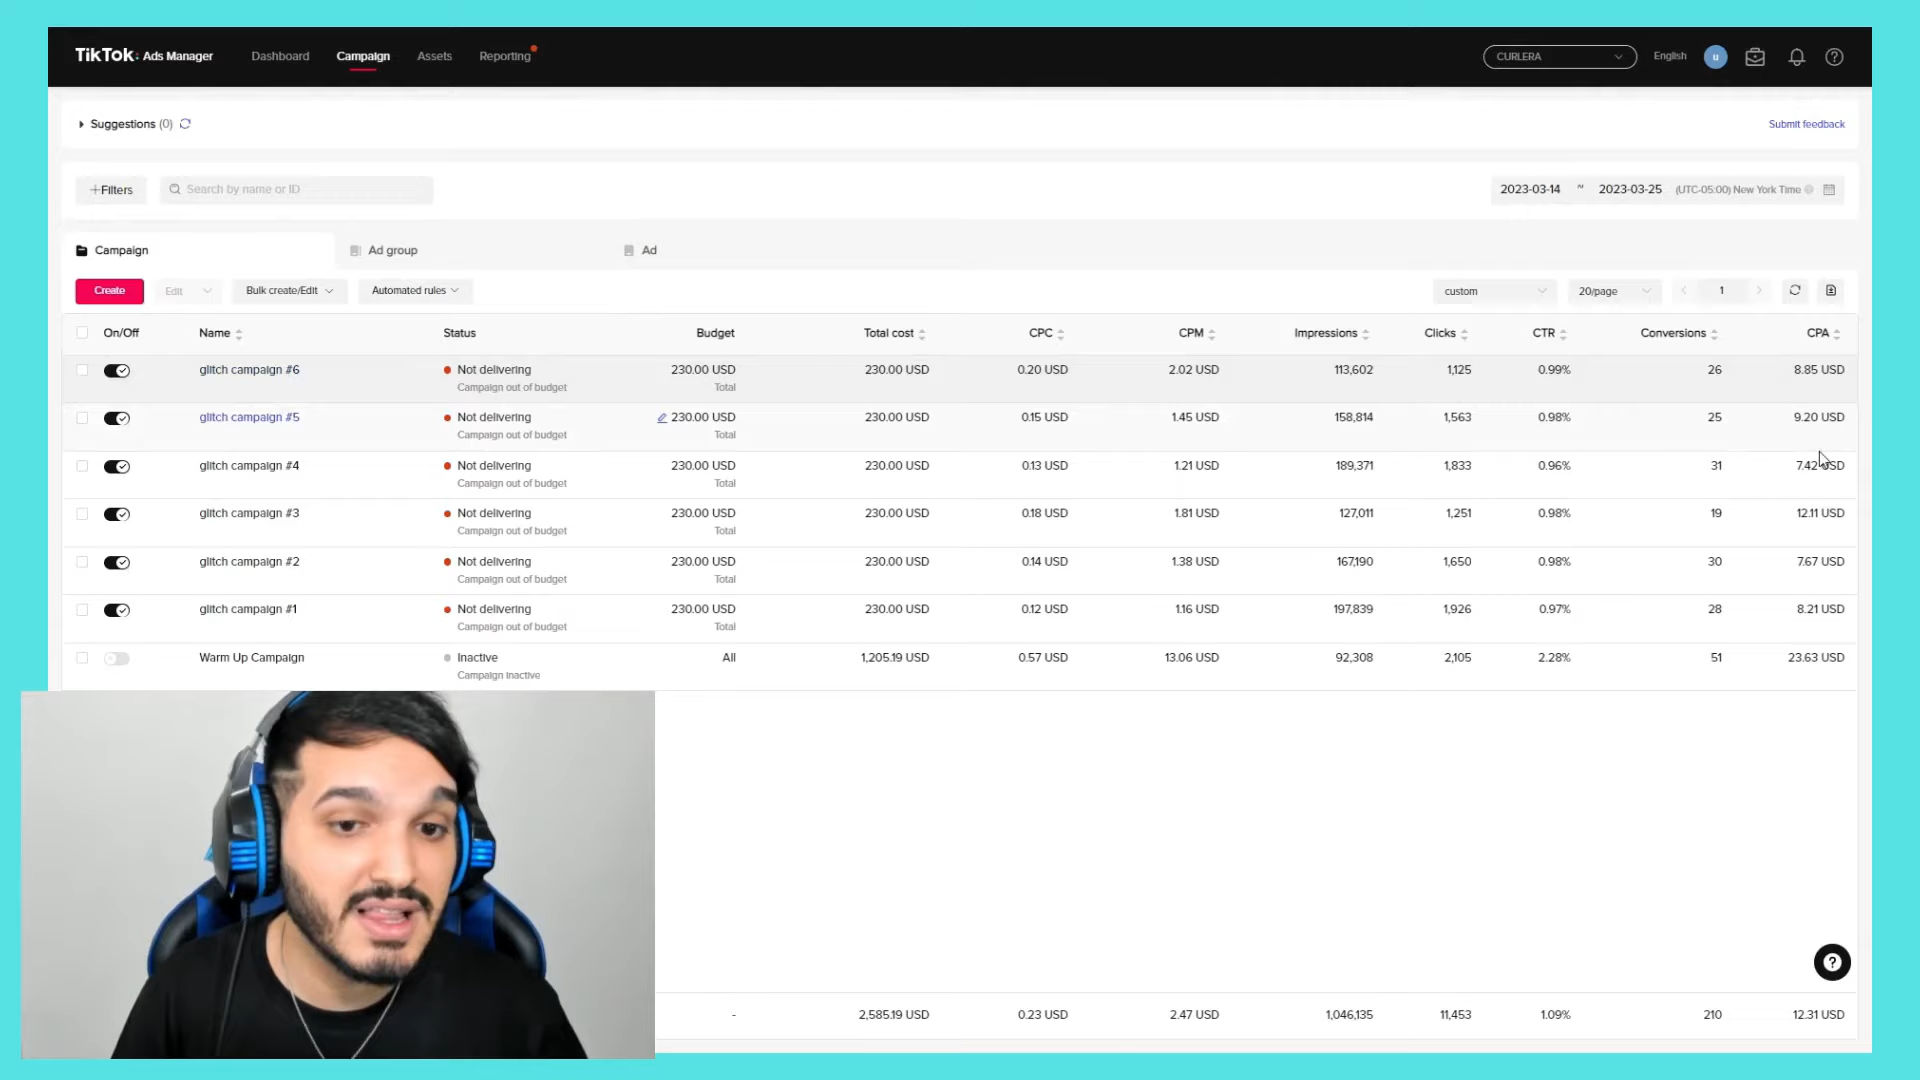 TikTok: Ads Manager Dashboard Campaign Assets Reporting CURLERA English u
Suggestions (0) Submit feedback
+Filters Search by name or ID 2023-03-14 ~ 2023-03-25 (UTC-05:00) New York Time
Campaign Ad group Ad
Create Edit Bulk create/Edit Automated rules custom 20/page 1
On/Off Name Status Budget Total cost CPC CPM Impressions Clicks CTR Conversions CPA
glitch campaign #6 Not delivering 230.00 USD 230.00 USD 0.20 USD 2.02 USD 113,602 1,125 0.99% 26 8.85 USD
Campaign out of budget Total
glitch campaign #5 Not delivering 230.00 USD 230.00 USD 0.15 USD 1.45 USD 158,814 1,563 0.98% 25 9.20 USD
Campaign out of budget Total
glitch campaign #4 Not delivering 230.00 USD 230.00 USD 0.13 USD 1.21 USD 189,371 1,833 0.96% 31 7.42 USD
Campaign out of budget Total
glitch campaign #3 Not delivering 230.00 USD 230.00 USD 0.18 USD 1.81 USD 127,011 1,251 0.98% 19 12.11 USD
Campaign out of budget Total
glitch campaign #2 Not delivering 230.00 USD 230.00 USD 0.14 USD 1.38 USD 167,190 1,650 0.98% 30 7.67 USD
Campaign out of budget Total
glitch campaign #1 Not delivering 230.00 USD 230.00 USD 0.12 USD 1.16 USD 197,839 1,926 0.97% 28 8.21 USD
Campaign out of budget Total
Warm Up Campaign Inactive All 1,205.19 USD 0.57 USD 13.06 USD 92,308 2,105 2.28% 51 23.63 USD
Campaign Inactive
- 2,585.19 USD 0.23 USD 2.47 USD 1,046,135 11,453 1.09% 210 12.31 USD